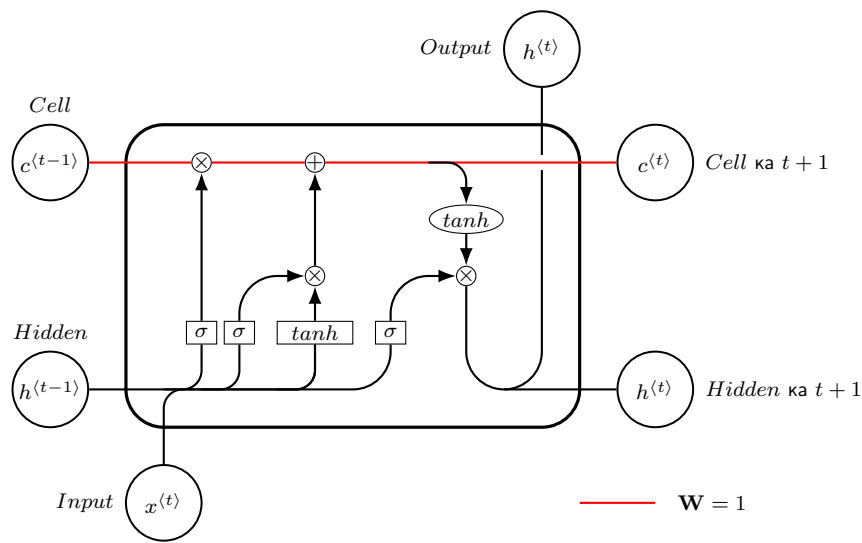 Output h⟨t⟩
Cell
c⟨t−1⟩ × + c⟨t⟩ Cell ка t + 1
tanh
× ×
Hidden σ σ tanh σ
h⟨t−1⟩ h⟨t⟩ Hidden ка t + 1
Input x⟨t⟩ W = 1